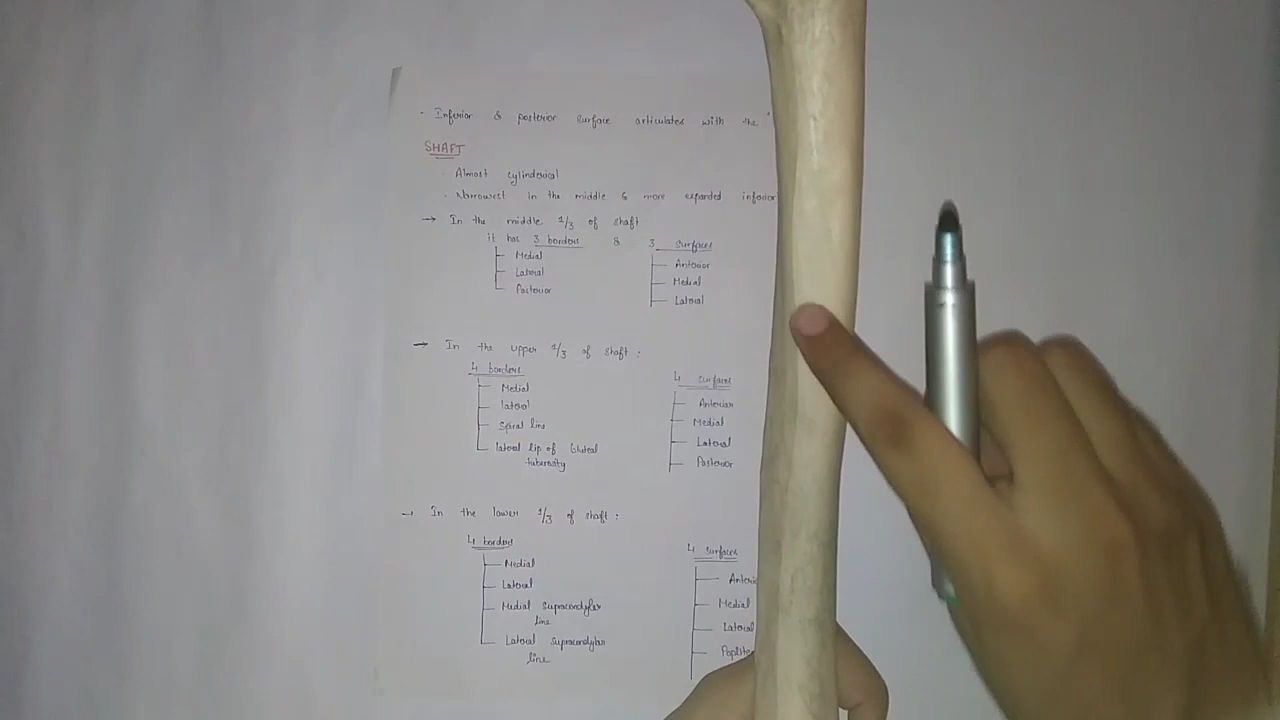 · Inferior & posterior surface articulates with the
SHAFT
· Almost cylinderical
· Narrowest in the middle & more expanded inferior
→ In the middle 1/3 of shaft
it has 3 borders & 3 surfaces
Medial
Anterior
Lateral
Medial
Posterior
Lateral
→ In the upper 1/3 of shaft :
4 borders
4 surfaces
Medial
Anterior
lateral
Medial
Spiral line
Lateral
lateral lip of Gluteal
Posterior
tuberosity
→ In the lower 1/3 of shaft :
4 borders
4 surfaces
Medial
Anterio
Lateral
Medial
Medial Supracondylar
line
Lateral
Lateral Supracondylar
Poplite
line